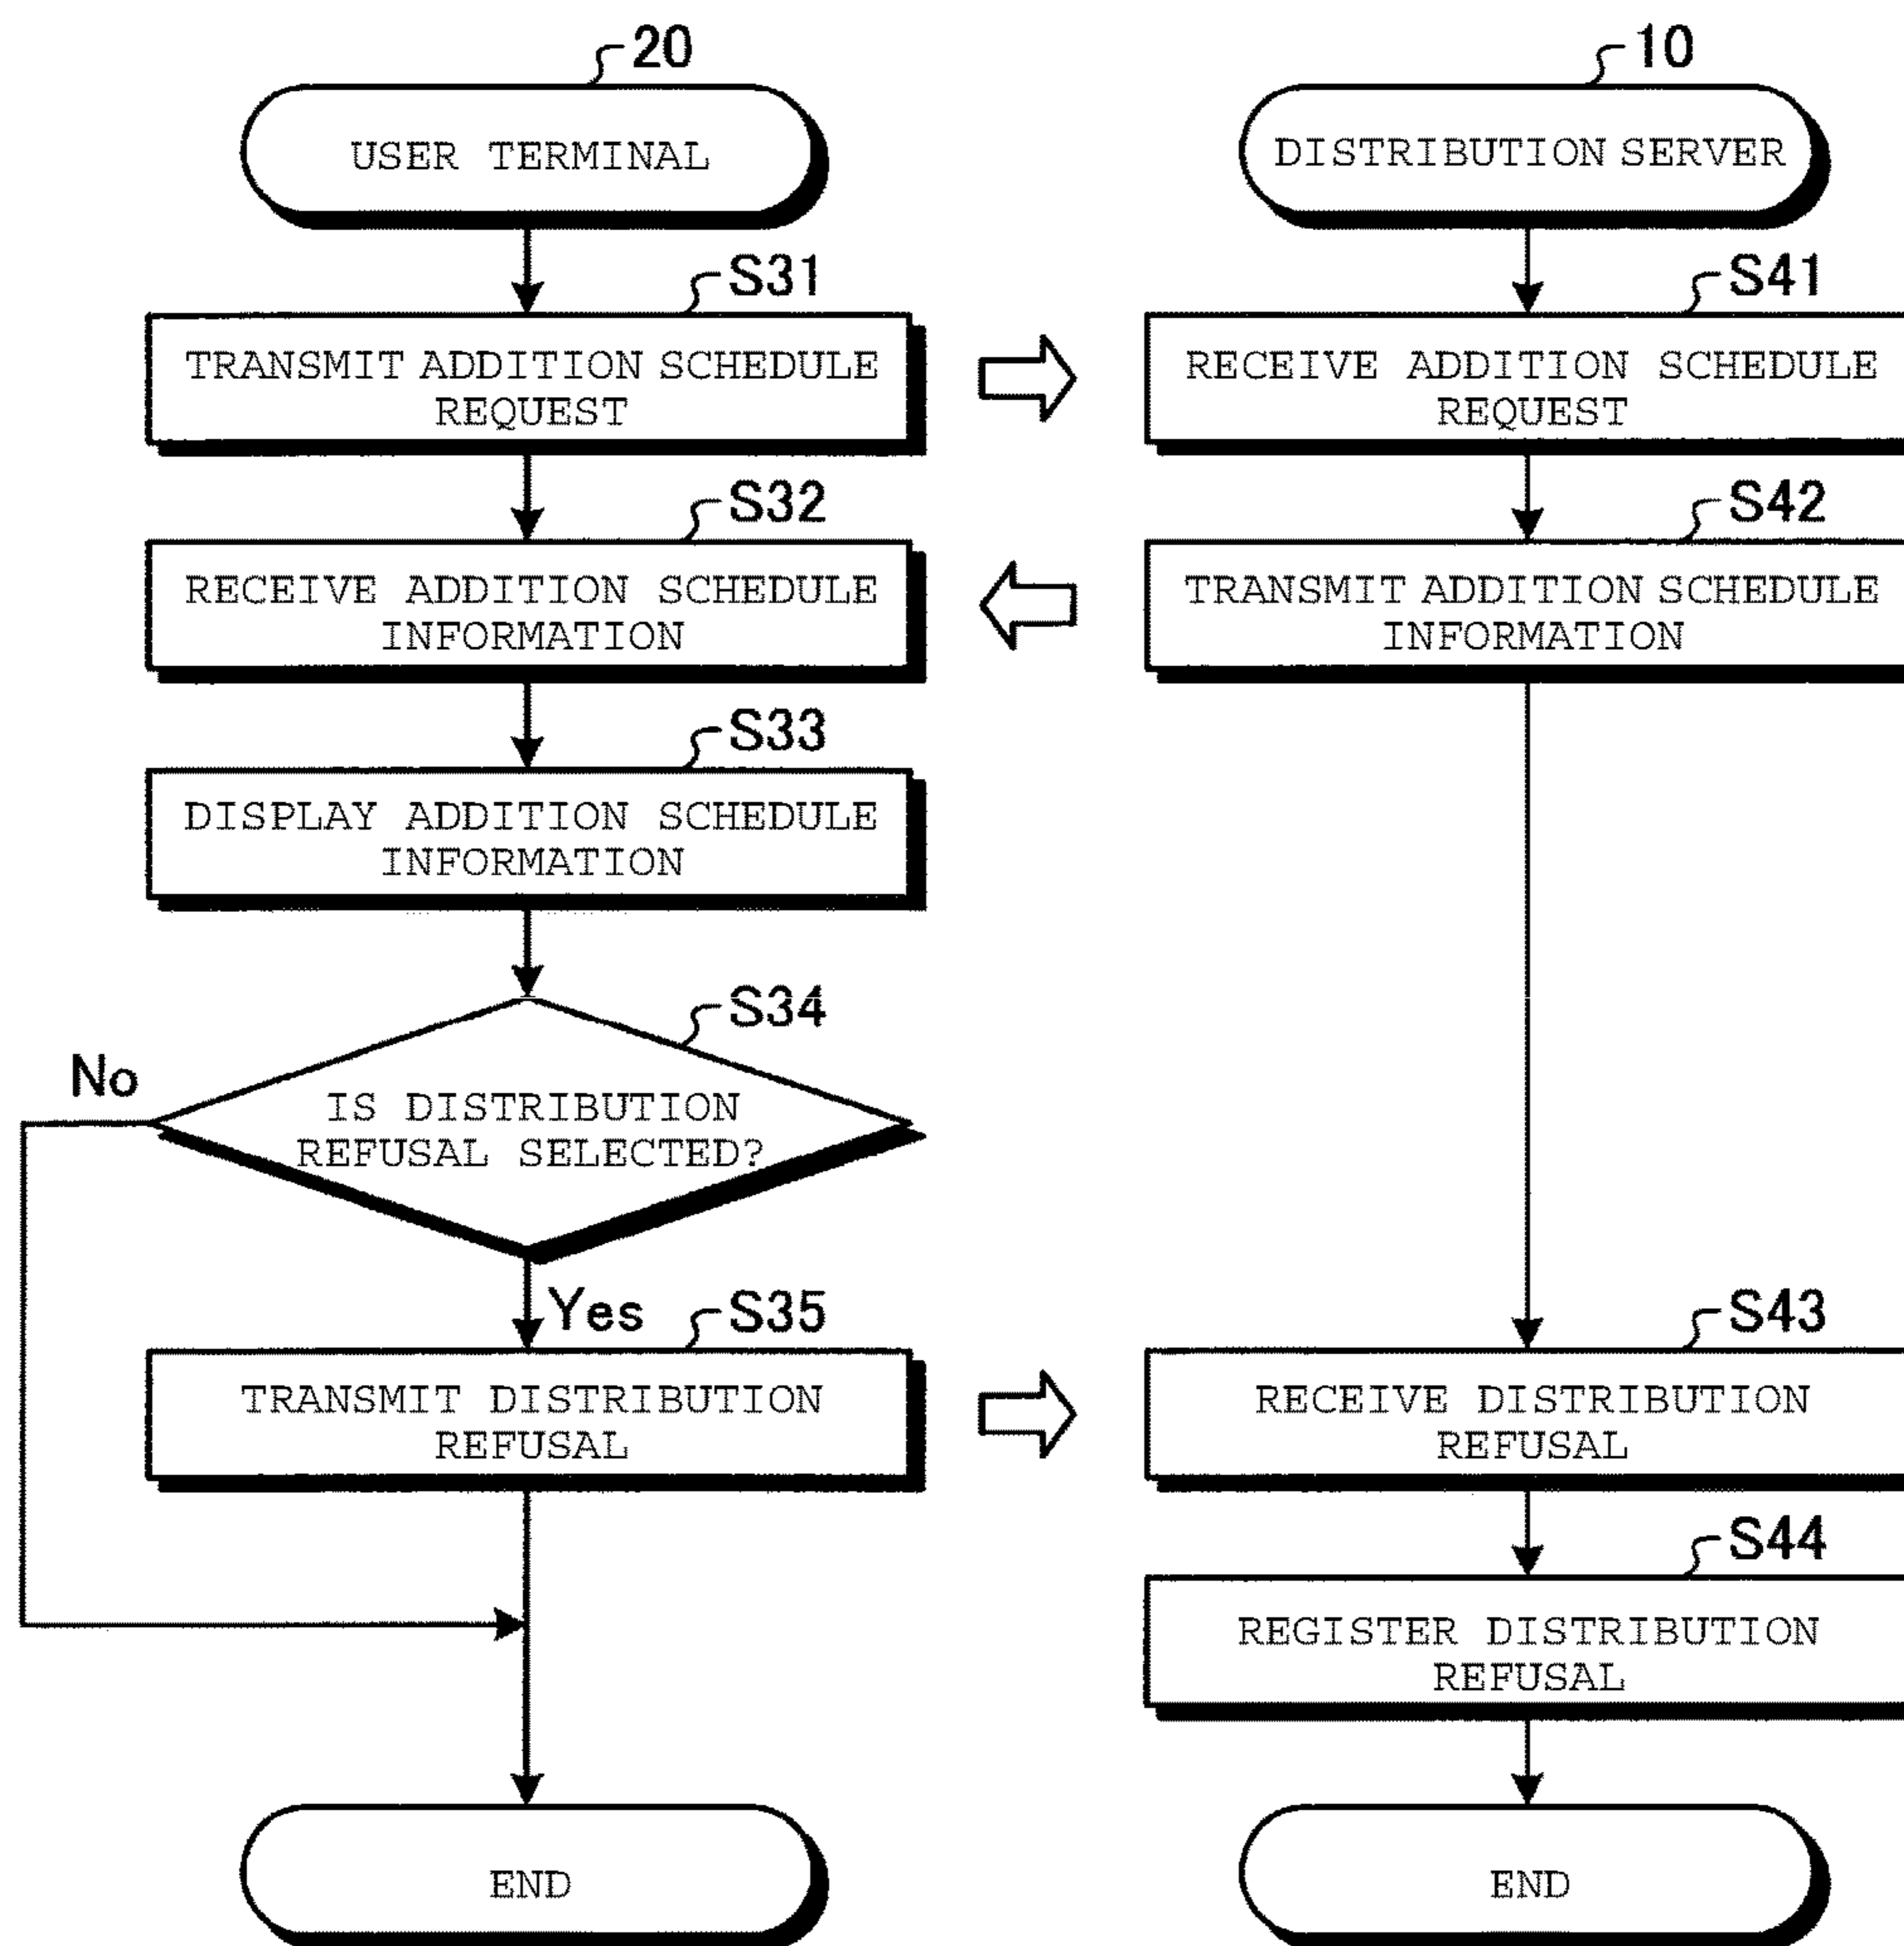 20
USER TERMINAL
S31
TRANSMIT ADDITION SCHEDULE
REQUEST
S32
RECEIVE ADDITION SCHEDULE
INFORMATION
S33
DISPLAY ADDITION SCHEDULE
INFORMATION
S34
No
IS DISTRIBUTION
REFUSAL SELECTED?
Yes
S35
TRANSMIT DISTRIBUTION
REFUSAL
END
10
DISTRIBUTION SERVER
S41
RECEIVE ADDITION SCHEDULE
REQUEST
S42
TRANSMIT ADDITION SCHEDULE
INFORMATION
S43
RECEIVE DISTRIBUTION
REFUSAL
S44
REGISTER DISTRIBUTION
REFUSAL
END